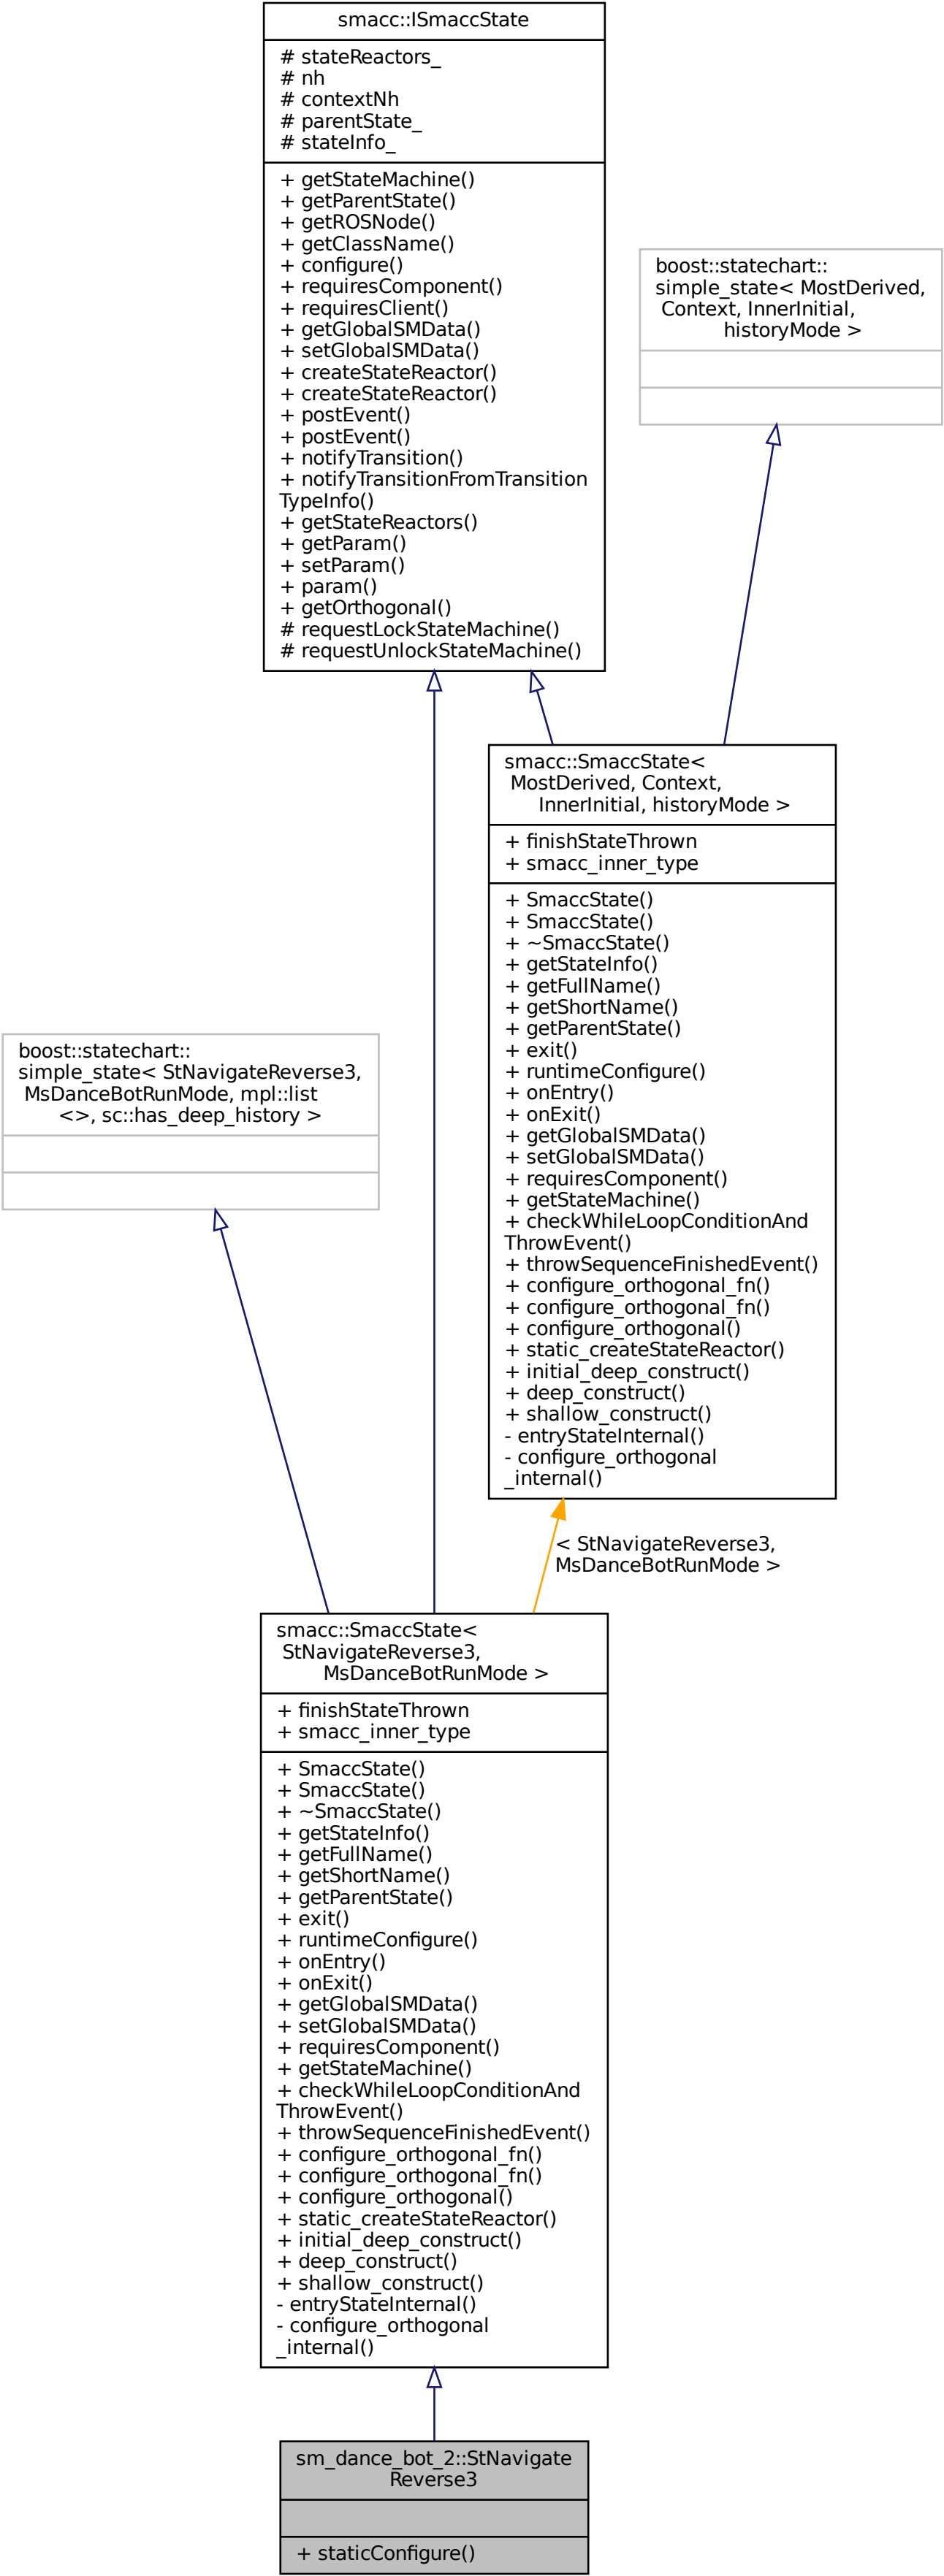 smacc::ISmaccState
# stateReactors_
# nh
# contextNh
# parentState_
# stateInfo_
+ getStateMachine()
+ getParentState()
+ getROSNode()
+ getClassName()
+ configure()
+ requiresComponent()
+ requiresClient()
+ getGlobalSMData()
+ setGlobalSMData()
+ createStateReactor()
+ createStateReactor()
+ postEvent()
+ postEvent()
+ notifyTransition()
+ notifyTransitionFromTransition
TypeInfo()
+ getStateReactors()
+ getParam()
+ setParam()
+ param()
+ getOrthogonal()
# requestLockStateMachine()
# requestUnlockStateMachine()
boost::statechart::
simple_state< MostDerived,
Context, InnerInitial,
historyMode >
smacc::SmaccState<
MostDerived, Context,
InnerInitial, historyMode >
+ finishStateThrown
+ smacc_inner_type
+ SmaccState()
+ SmaccState()
+ ~SmaccState()
+ getStateInfo()
+ getFullName()
+ getShortName()
+ getParentState()
+ exit()
+ runtimeConfigure()
+ onEntry()
+ onExit()
+ getGlobalSMData()
+ setGlobalSMData()
+ requiresComponent()
+ getStateMachine()
+ checkWhileLoopConditionAnd
ThrowEvent()
+ throwSequenceFinishedEvent()
+ configure_orthogonal_fn()
+ configure_orthogonal_fn()
+ configure_orthogonal()
+ static_createStateReactor()
+ initial_deep_construct()
+ deep_construct()
+ shallow_construct()
- entryStateInternal()
- configure_orthogonal
_internal()
boost::statechart::
simple_state< StNavigateReverse3,
MsDanceBotRunMode, mpl::list
<>, sc::has_deep_history >
< StNavigateReverse3,
MsDanceBotRunMode >
smacc::SmaccState<
StNavigateReverse3,
MsDanceBotRunMode >
+ finishStateThrown
+ smacc_inner_type
+ SmaccState()
+ SmaccState()
+ ~SmaccState()
+ getStateInfo()
+ getFullName()
+ getShortName()
+ getParentState()
+ exit()
+ runtimeConfigure()
+ onEntry()
+ onExit()
+ getGlobalSMData()
+ setGlobalSMData()
+ requiresComponent()
+ getStateMachine()
+ checkWhileLoopConditionAnd
ThrowEvent()
+ throwSequenceFinishedEvent()
+ configure_orthogonal_fn()
+ configure_orthogonal_fn()
+ configure_orthogonal()
+ static_createStateReactor()
+ initial_deep_construct()
+ deep_construct()
+ shallow_construct()
- entryStateInternal()
- configure_orthogonal
_internal()
sm_dance_bot_2::StNavigate
Reverse3
+ staticConfigure()